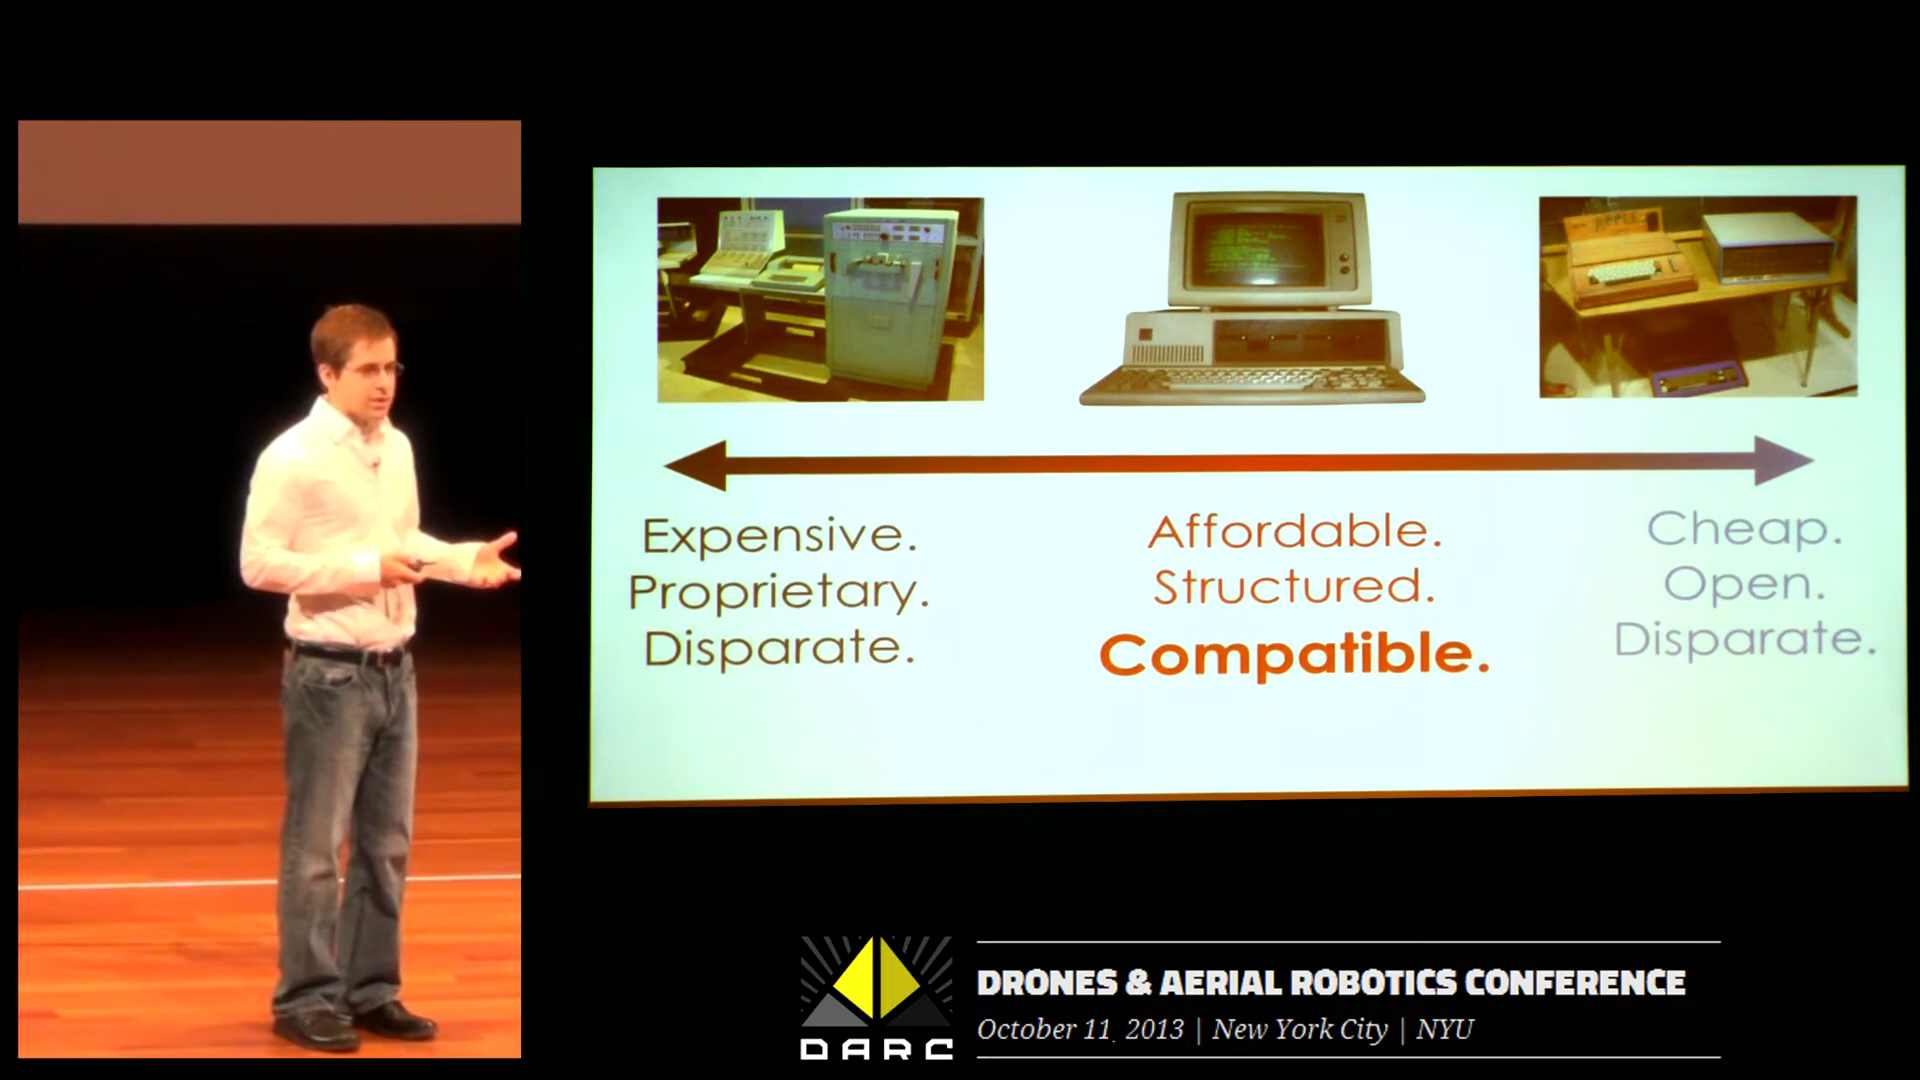 APPLE
Expensive.
Proprietary.
Disparate.
Affordable.
Structured.
Compatible.
Cheap.
Open.
Disparate.
DARC
DRONES & AERIAL ROBOTICS CONFERENCE
October 11, 2013 | New York City | NYU